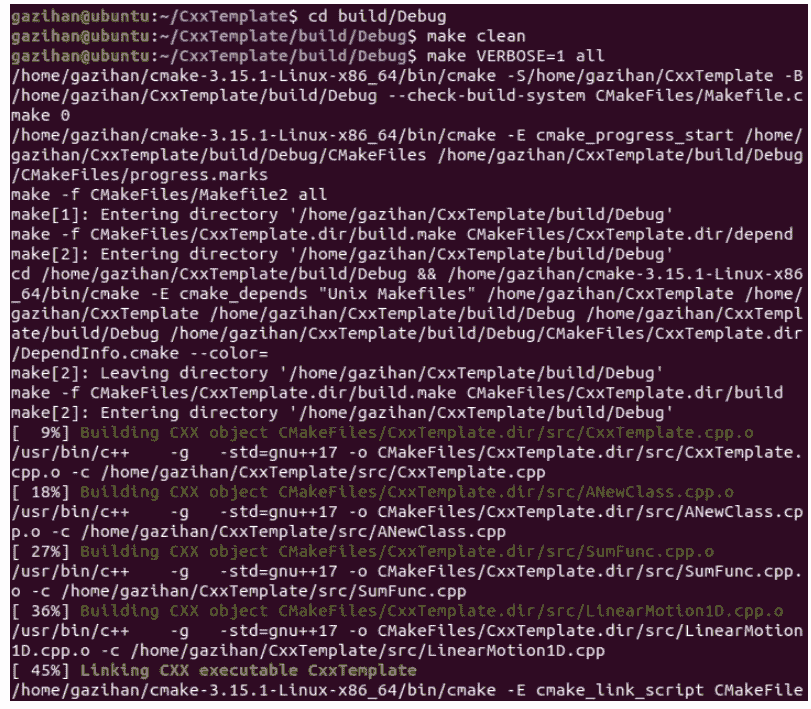 gazihan@ubuntu:~/CxxTemplate$ cd build/Debug
gazihan@ubuntu:~/CxxTemplate/build/Debug$ make clean
gazihan@ubuntu:~/CxxTemplate/build/Debug$ make VERBOSE=1 all
/home/gazihan/cmake-3.15.1-Linux-x86_64/bin/cmake -S/home/gazihan/CxxTemplate -B
/home/gazihan/CxxTemplate/build/Debug --check-build-system CMakeFiles/Makefile.c
make 0
/home/gazihan/cmake-3.15.1-Linux-x86_64/bin/cmake -E cmake_progress_start /home/
gazihan/CxxTemplate/build/Debug/CMakeFiles /home/gazihan/CxxTemplate/build/Debug
/CMakeFiles/progress.marks
make -f CMakeFiles/Makefile2 all
make[1]: Entering directory '/home/gazihan/CxxTemplate/build/Debug'
make -f CMakeFiles/CxxTemplate.dir/build.make CMakeFiles/CxxTemplate.dir/depend
make[2]: Entering directory '/home/gazihan/CxxTemplate/build/Debug'
cd /home/gazihan/CxxTemplate/build/Debug && /home/gazihan/cmake-3.15.1-Linux-x86
_64/bin/cmake -E cmake_depends "Unix Makefiles" /home/gazihan/CxxTemplate /home/
gazihan/CxxTemplate /home/gazihan/CxxTemplate/build/Debug /home/gazihan/CxxTempl
ate/build/Debug /home/gazihan/CxxTemplate/build/Debug/CMakeFiles/CxxTemplate.dir
/DependInfo.cmake --color=
make[2]: Leaving directory '/home/gazihan/CxxTemplate/build/Debug'
make -f CMakeFiles/CxxTemplate.dir/build.make CMakeFiles/CxxTemplate.dir/build
make[2]: Entering directory '/home/gazihan/CxxTemplate/build/Debug'
[  9%] Building CXX object CMakeFiles/CxxTemplate.dir/src/CxxTemplate.cpp.o
/usr/bin/c++    -g   -std=gnu++17 -o CMakeFiles/CxxTemplate.dir/src/CxxTemplate.
cpp.o -c /home/gazihan/CxxTemplate/src/CxxTemplate.cpp
[ 18%] Building CXX object CMakeFiles/CxxTemplate.dir/src/ANewClass.cpp.o
/usr/bin/c++    -g   -std=gnu++17 -o CMakeFiles/CxxTemplate.dir/src/ANewClass.cp
p.o -c /home/gazihan/CxxTemplate/src/ANewClass.cpp
[ 27%] Building CXX object CMakeFiles/CxxTemplate.dir/src/SumFunc.cpp.o
/usr/bin/c++    -g   -std=gnu++17 -o CMakeFiles/CxxTemplate.dir/src/SumFunc.cpp.
o -c /home/gazihan/CxxTemplate/src/SumFunc.cpp
[ 36%] Building CXX object CMakeFiles/CxxTemplate.dir/src/LinearMotion1D.cpp.o
/usr/bin/c++    -g   -std=gnu++17 -o CMakeFiles/CxxTemplate.dir/src/LinearMotion
1D.cpp.o -c /home/gazihan/CxxTemplate/src/LinearMotion1D.cpp
[ 45%] Linking CXX executable CxxTemplate
/home/gazihan/cmake-3.15.1-Linux-x86_64/bin/cmake -E cmake_link_script CMakeFile